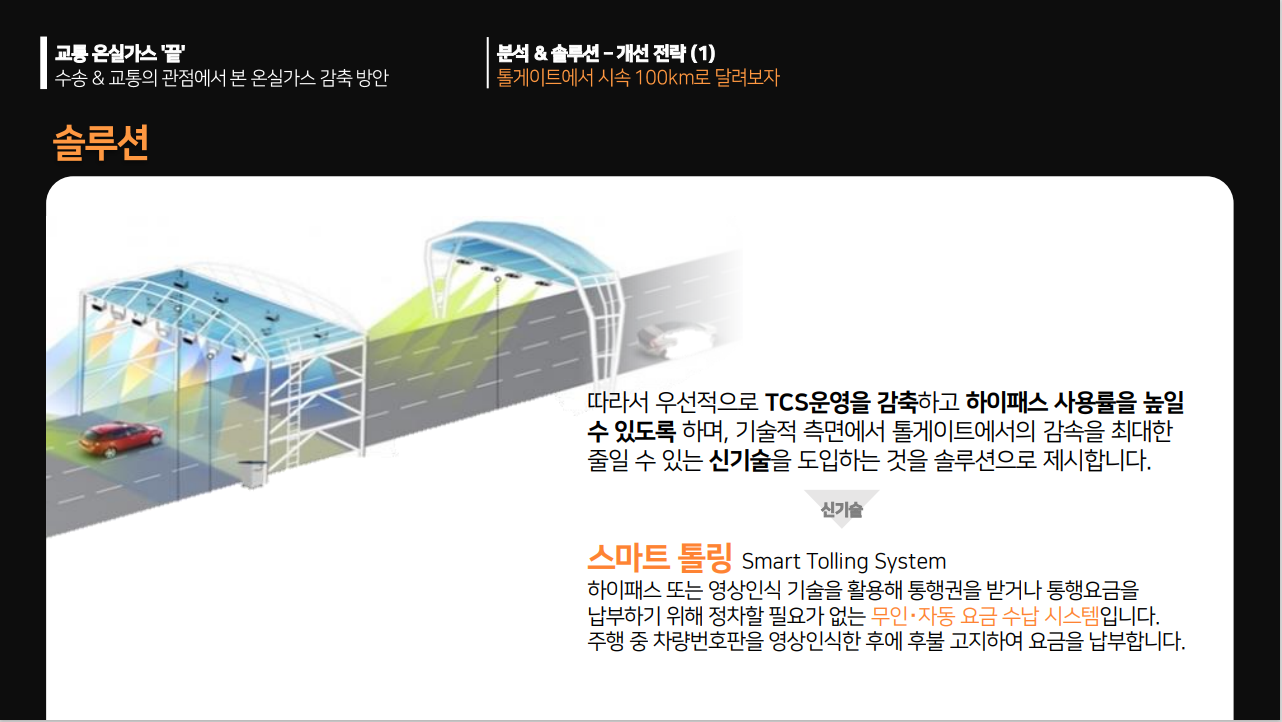 교통 온실가스 '끝'
수송 & 교통의 관점에서 본 온실가스 감축 방안
분석 & 솔루션 – 개선 전략 (1)
톨게이트에서 시속 100km로 달려보자
솔루션
따라서 우선적으로 TCS운영을 감축하고 하이패스 사용률을 높일
수 있도록 하며, 기술적 측면에서 톨게이트에서의 감속을 최대한
줄일 수 있는 신기술을 도입하는 것을 솔루션으로 제시합니다.
신기술
스마트 톨링 Smart Tolling System
하이패스 또는 영상인식 기술을 활용해 통행권을 받거나 통행요금을
납부하기 위해 정차할 필요가 없는 무인·자동 요금 수납 시스템입니다.
주행 중 차량번호판을 영상인식한 후에 후불 고지하여 요금을 납부합니다.